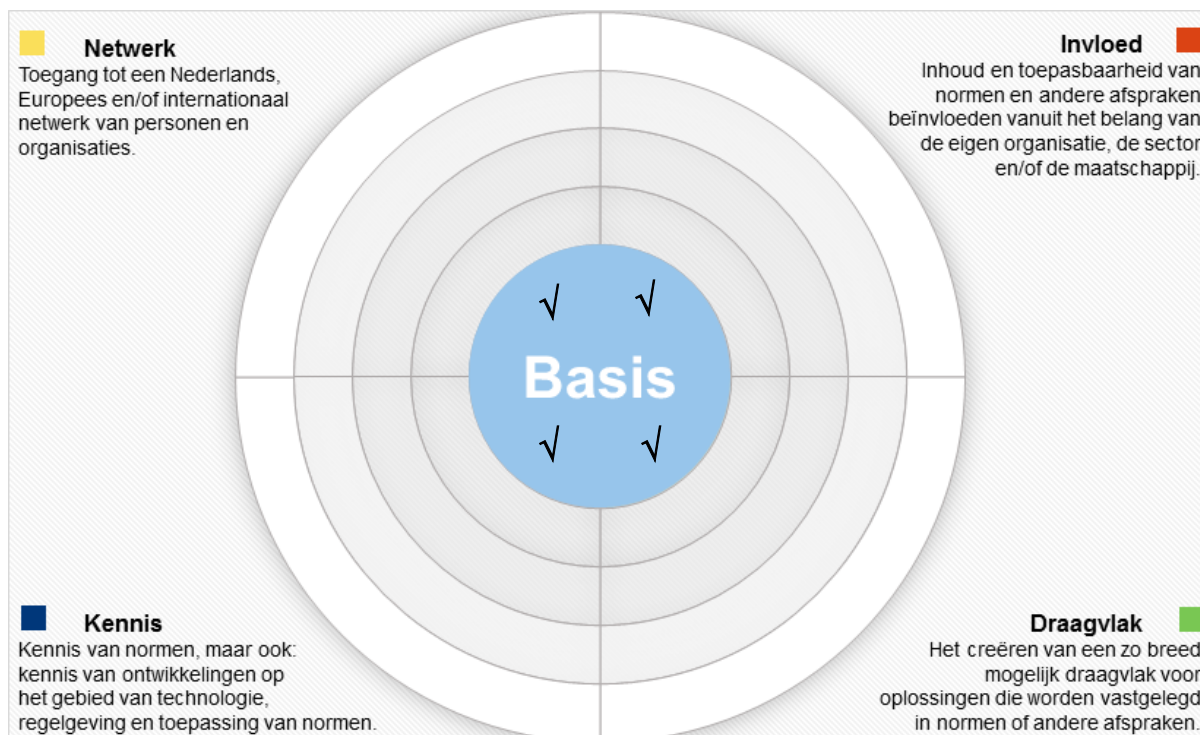 Netwerk
Toegang tot een Nederlands,
Europees en/of internationaal
netwerk van personen en
organisaties.
Invloed
Inhoud en toepasbaarheid van
normen en andere afspraken
beïnvloeden vanuit het belang van
de eigen organisatie, de sector
en/of de maatschappij.
√ √
Basis
√ √
Kennis
Kennis van normen, maar ook:
kennis van ontwikkelingen op
het gebied van technologie,
regelgeving en toepassing van normen.
Draagvlak
Het creëren van een zo breed
mogelijk draagvlak voor
oplossingen die worden vastgelegd
in normen of andere afspraken.